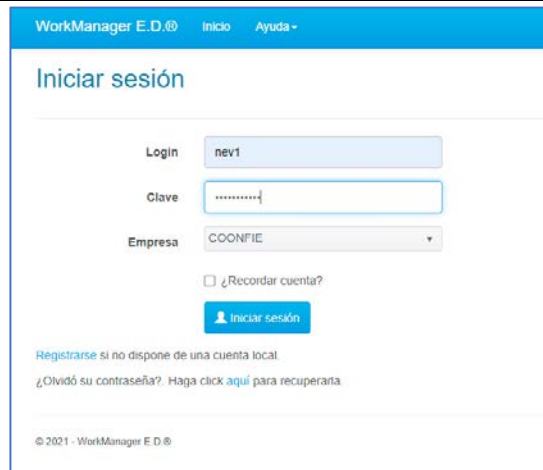 WorkManager E.D.® Inicio Ayuda
Iniciar sesión
Login nev1
Clave ...........
Empresa COONFIE
¿Recordar cuenta?
Iniciar sesión
Registrarse si no dispone de una cuenta local.
¿Olvidó su contraseña?. Haga click aquí para recuperarla.
© 2021 - WorkManager E.D.®